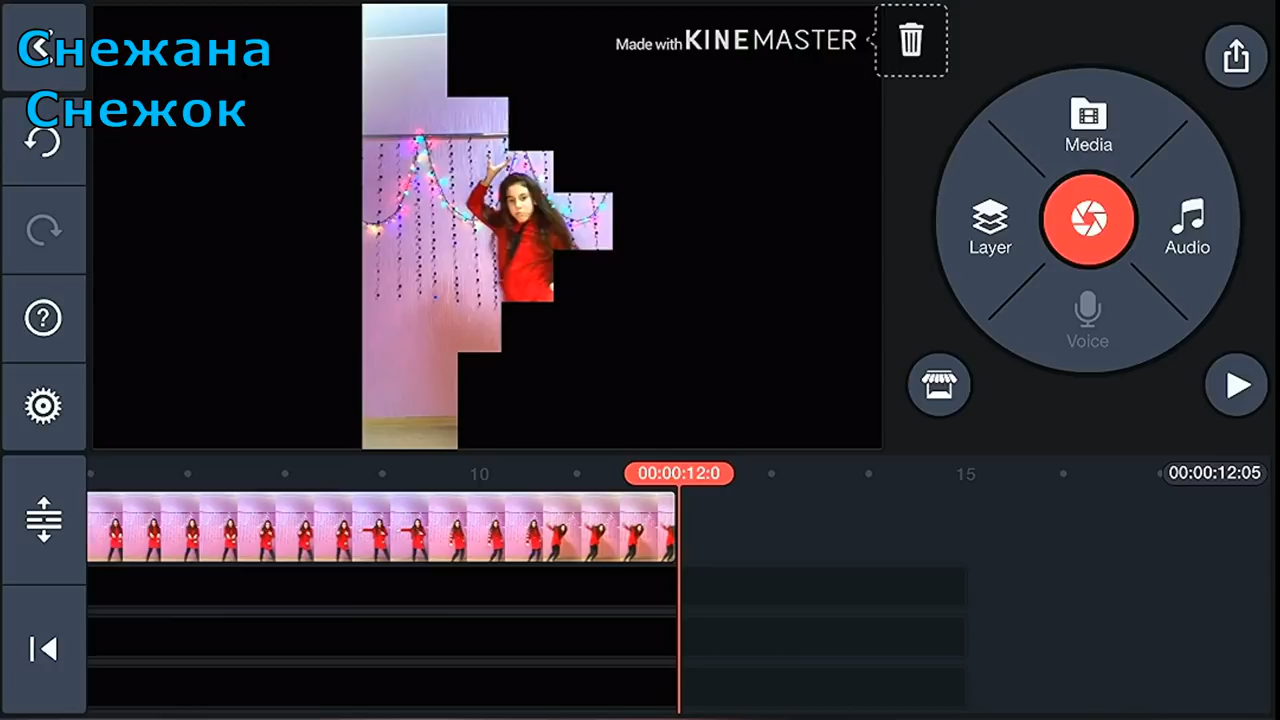 Снежана
Снежок
Made with KINEMASTER
Media
Layer
Audio
Voice
10
00:00:12:0
15
00:00:12:05